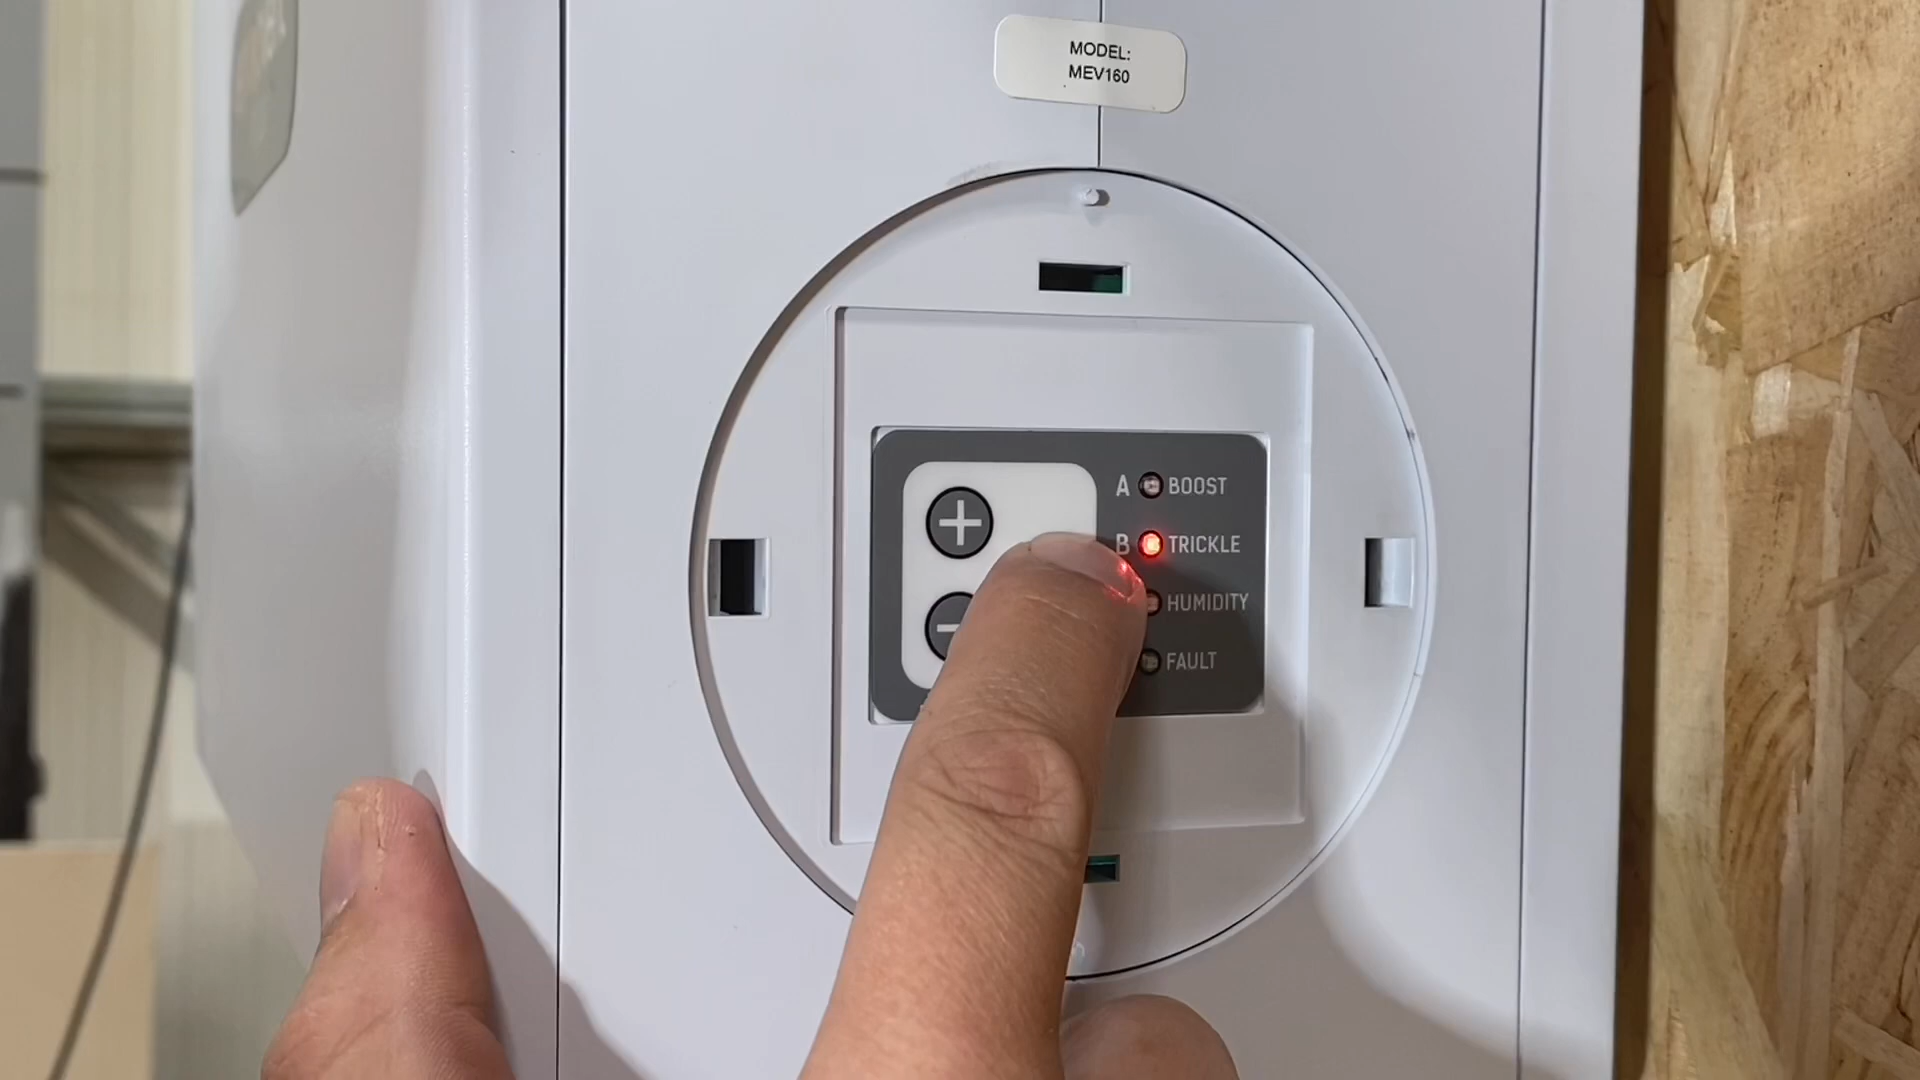 MODEL:
MEV160
A BOOST
B TRICKLE
HUMIDITY
FAULT